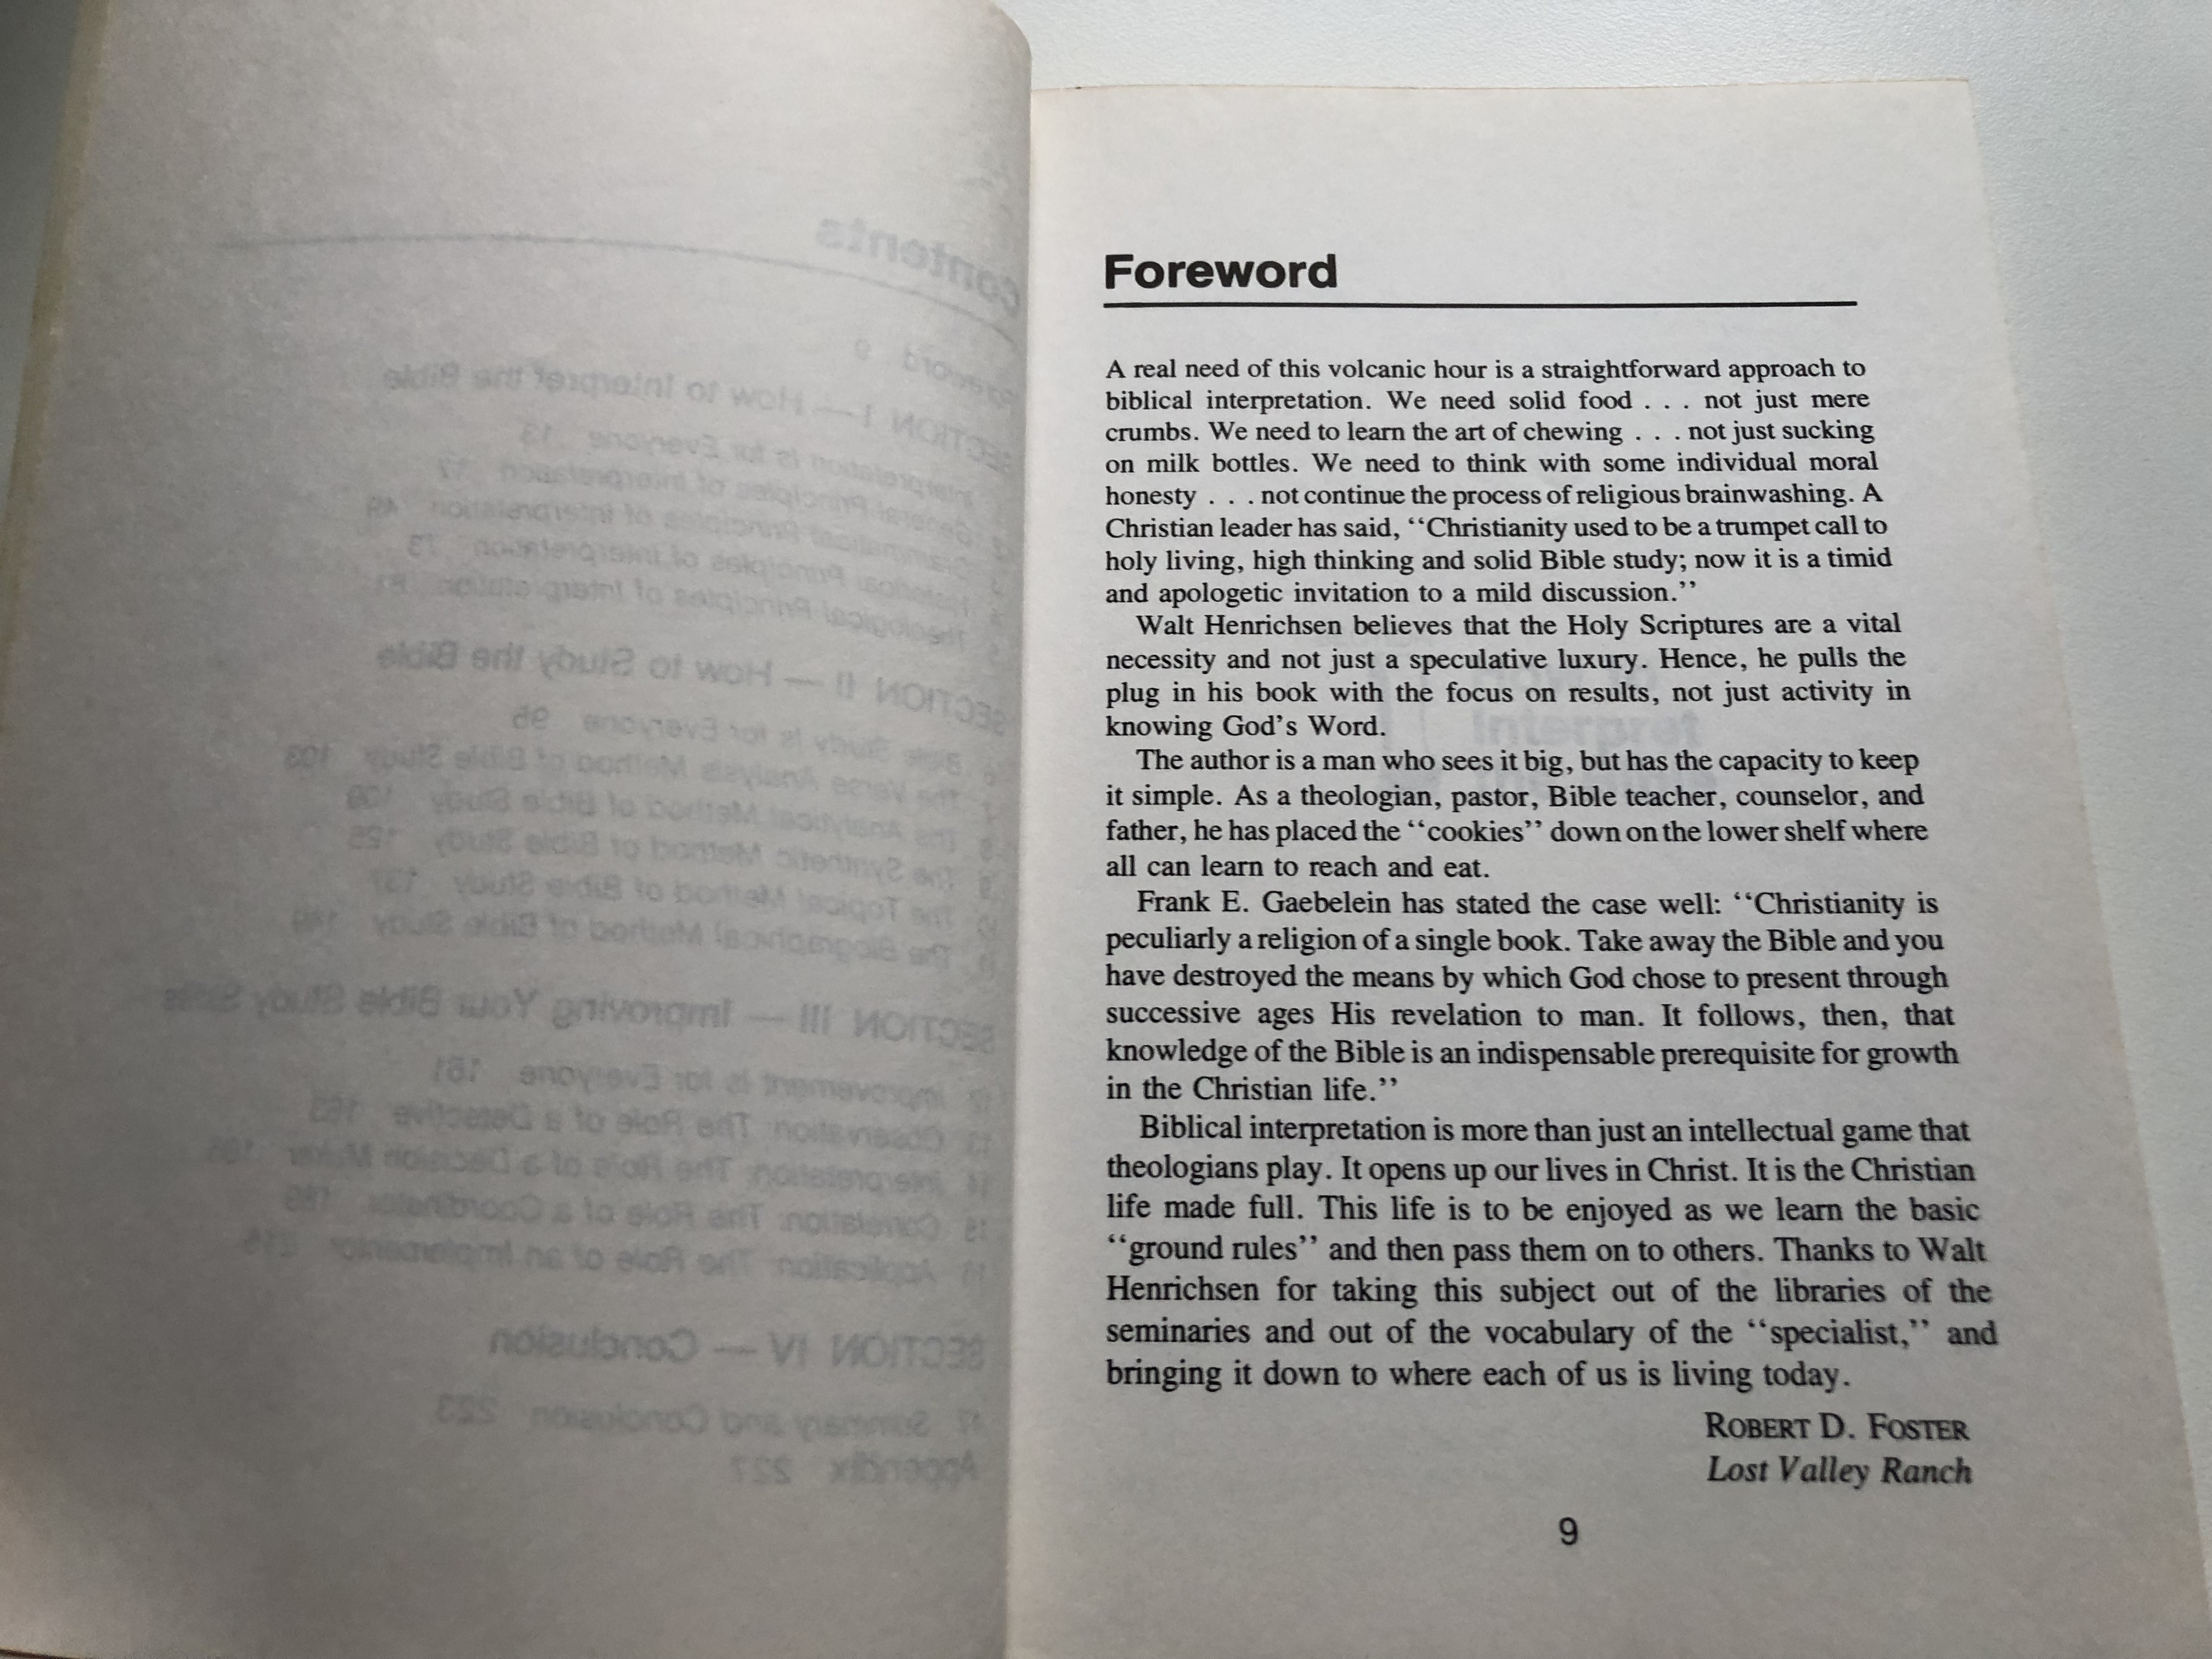 Foreword
A real need of this volcanic hour is a straightforward approach to
biblical interpretation. We need solid food . . . not just mere
crumbs. We need to learn the art of chewing . . . not just sucking
on milk bottles. We need to think with some individual moral
honesty . . . not continue the process of religious brainwashing. A
Christian leader has said, ‘‘Christianity used to be a trumpet call to
holy living, high thinking and solid Bible study; now it is a timid
and apologetic invitation to a mild discussion.’’
Walt Henrichsen believes that the Holy Scriptures are a vital
necessity and not just a speculative luxury. Hence, he pulls the
plug in his book with the focus on results, not just activity in
knowing God’s Word.
The author is a man who sees it big, but has the capacity to keep
it simple. As a theologian, pastor, Bible teacher, counselor, and
father, he has placed the ‘‘cookies’’ down on the lower shelf where
all can learn to reach and eat.
Frank E. Gaebelein has stated the case well: ‘‘Christianity is
peculiarly a religion of a single book. Take away the Bible and you
have destroyed the means by which God chose to present through
successive ages His revelation to man. It follows, then, that
knowledge of the Bible is an indispensable prerequisite for growth
in the Christian life.’’
Biblical interpretation is more than just an intellectual game that
theologians play. It opens up our lives in Christ. It is the Christian
life made full. This life is to be enjoyed as we learn the basic
‘‘ground rules’’ and then pass them on to others. Thanks to Walt
Henrichsen for taking this subject out of the libraries of the
seminaries and out of the vocabulary of the ‘‘specialist,’’ and
bringing it down to where each of us is living today.
ROBERT D. FOSTER
Lost Valley Ranch
9